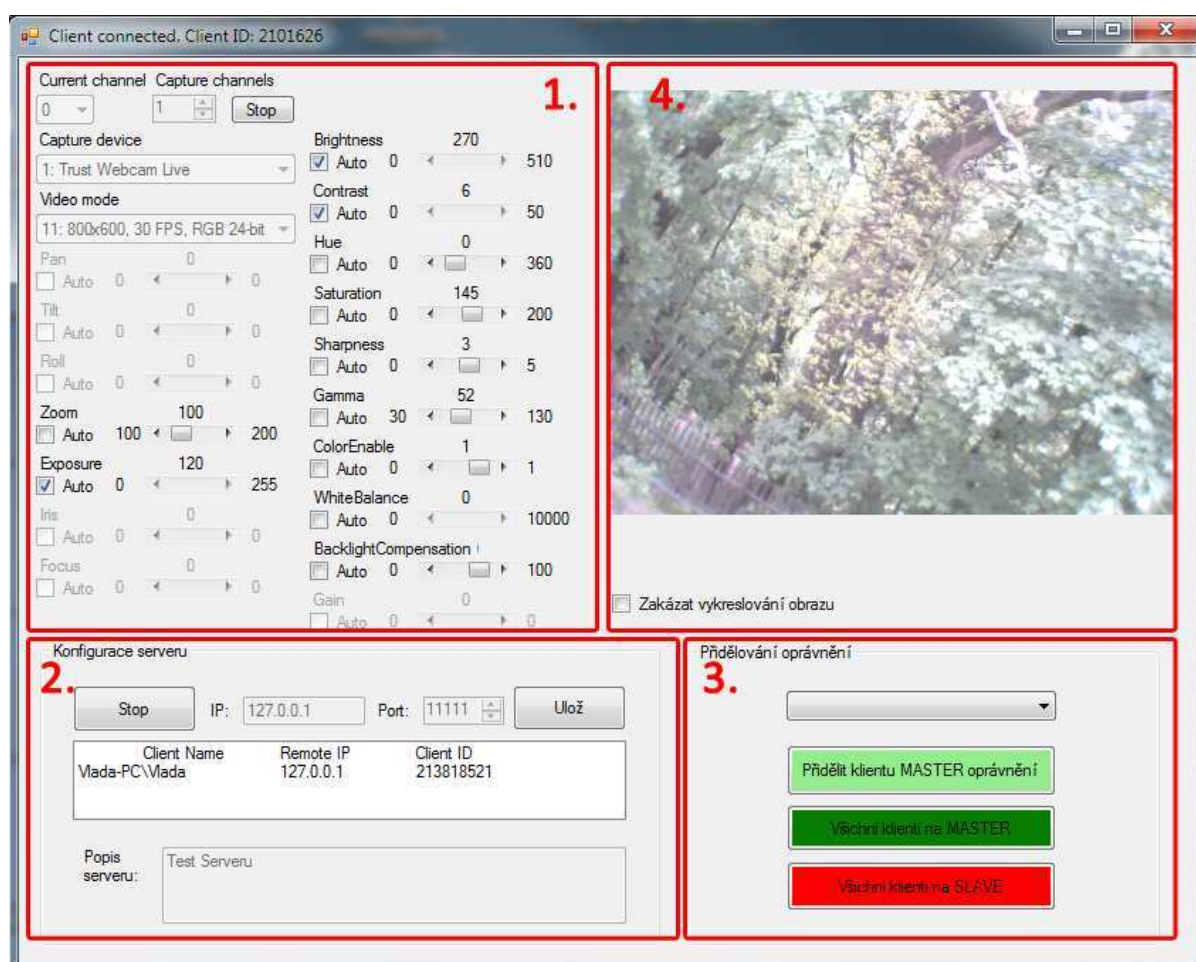 Client connected. Client ID: 2101626
1.
Current channel Capture channels
0 1 Stop
Capture device
1: Trust Webcam Live
Video mode
11: 800x600, 30 FPS, RGB 24-bit
Pan 0
Auto 0 0
Tilt 0
Auto 0 0
Roll 0
Auto 0 0
Zoom 100
Auto 100 200
Exposure 120
Auto 0 255
Iris 0
Auto 0 0
Focus 0
Auto 0 0
Brightness 270
Auto 0 510
Contrast 6
Auto 0 50
Hue 0
Auto 0 360
Saturation 145
Auto 0 200
Sharpness 3
Auto 0 5
Gamma 52
Auto 30 130
ColorEnable 1
Auto 0 1
WhiteBalance 0
Auto 0 10000
BacklightCompensation
Auto 0 100
Gain 0
Auto 0 0
4.
Zakázat vykreslování obrazu
Konfigurace serveru
2.
Stop IP: 127.0.0.1 Port: 11111 Ulož
Client Name Remote IP Client ID
Vlada-PC\Vlada 127.0.0.1 213818521
Popis
serveru:
Test Serveru
Přidělování oprávnění
3.
Přidělit klientu MASTER oprávnění
Všichni klienti na MASTER
Všichni klienti na SLAVE